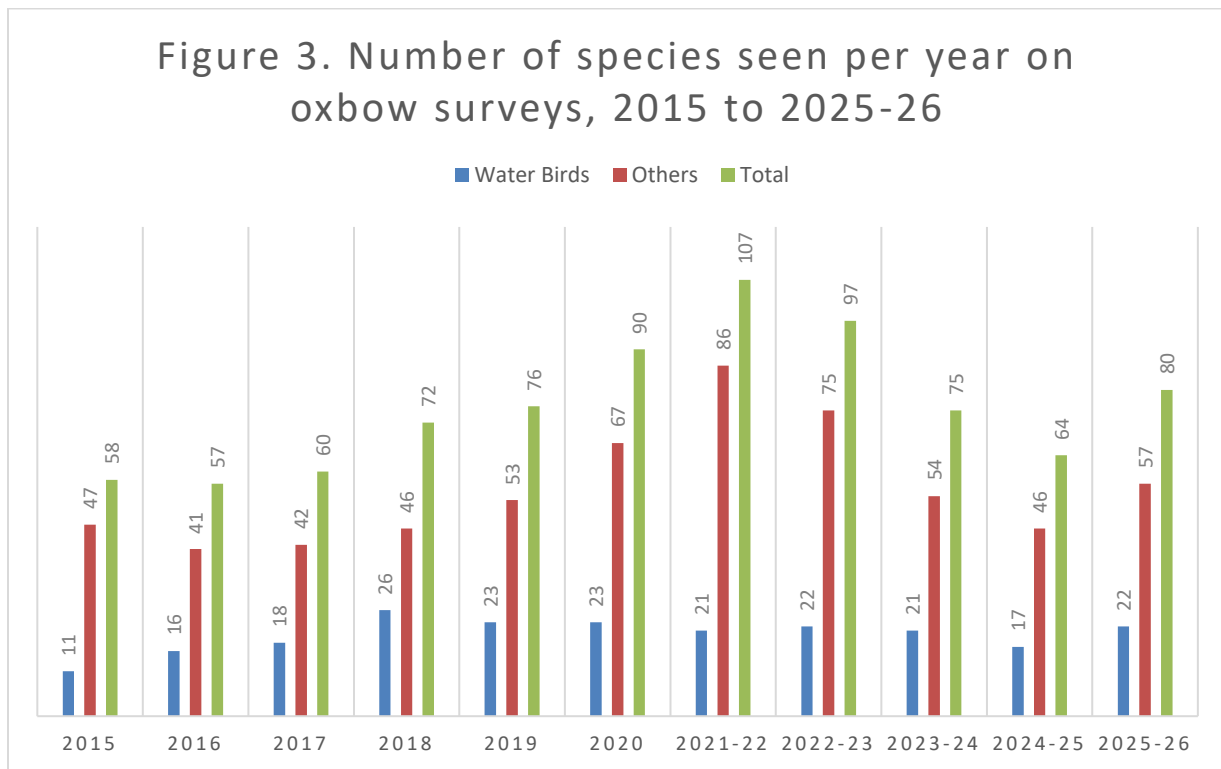 Figure 3. Number of species seen per year on
oxbow surveys, 2015 to 2025-26
Water Birds Others Total
11 47 58
16 41 57
18 42 60
26 46 72
23 53 76
23 67 90
21 86 107
22 75 97
21 54 75
17 46 64
22 57 80
2015 2016 2017 2018 2019 2020 2021-22 2022-23 2023-24 2024-25 2025-26